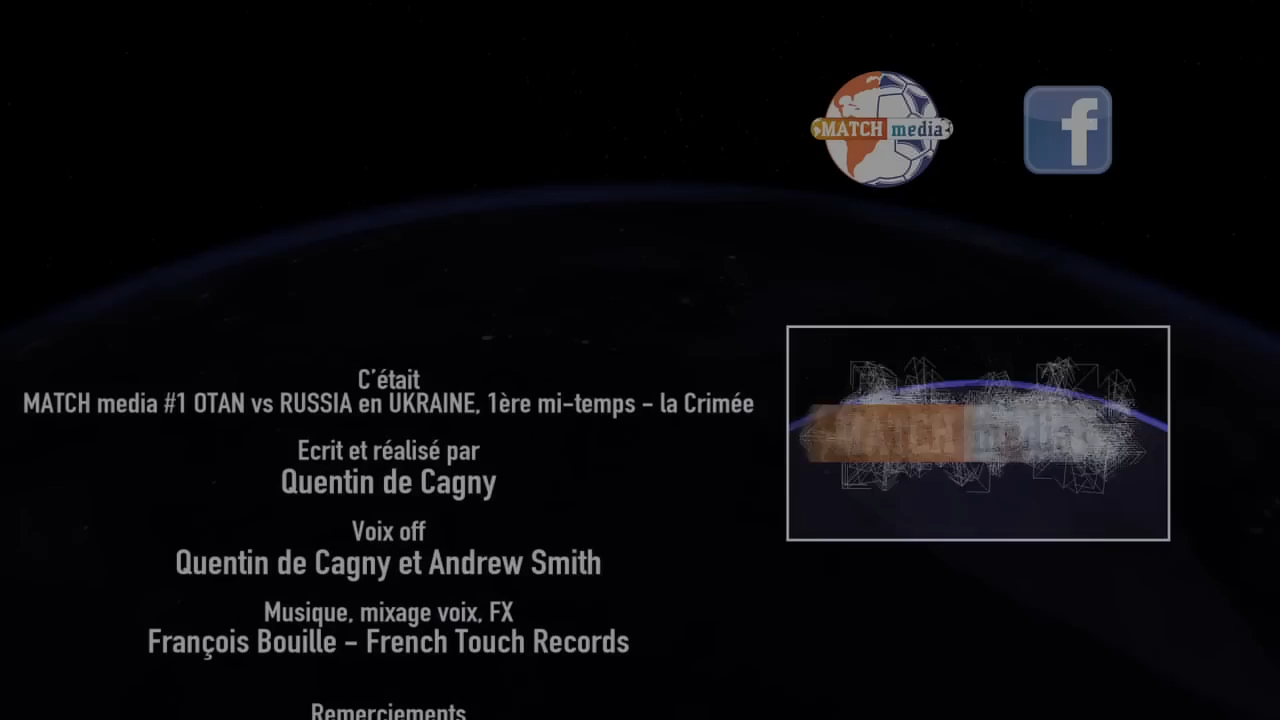 MATCH media
f
C'était
MATCH media #1 OTAN vs RUSSIA en UKRAINE, 1ère mi-temps - la Crimée
Ecrit et réalisé par
Quentin de Cagny
Voix off
Quentin de Cagny et Andrew Smith
Musique, mixage voix, FX
François Bouille - French Touch Records
Remerciements
MATCH media